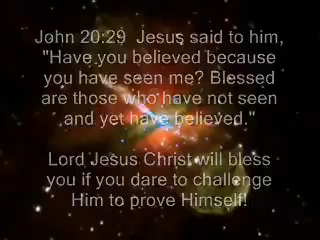 John 20:29  Jesus said to him,
"Have you believed because
you have seen me? Blessed
are those who have not seen
and yet have believed."
Lord Jesus Christ will bless
you if you dare to challenge
Him to prove Himself!